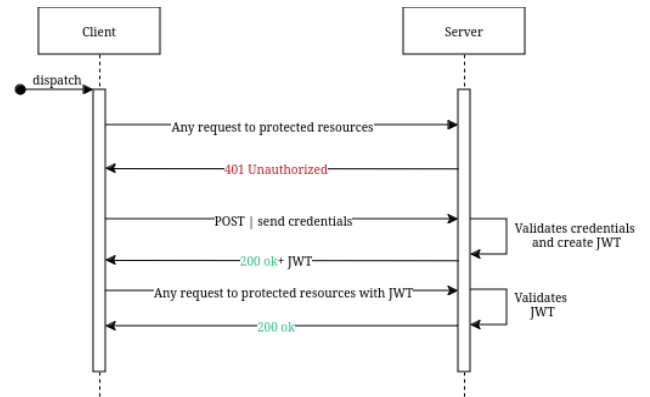 Client
Server
dispatch
Any request to protected resources
401 Unauthorized
POST | send credentials
Validates credentials
and create JWT
200 ok+ JWT
Any request to protected resources with JWT
Validates
JWT
200 ok